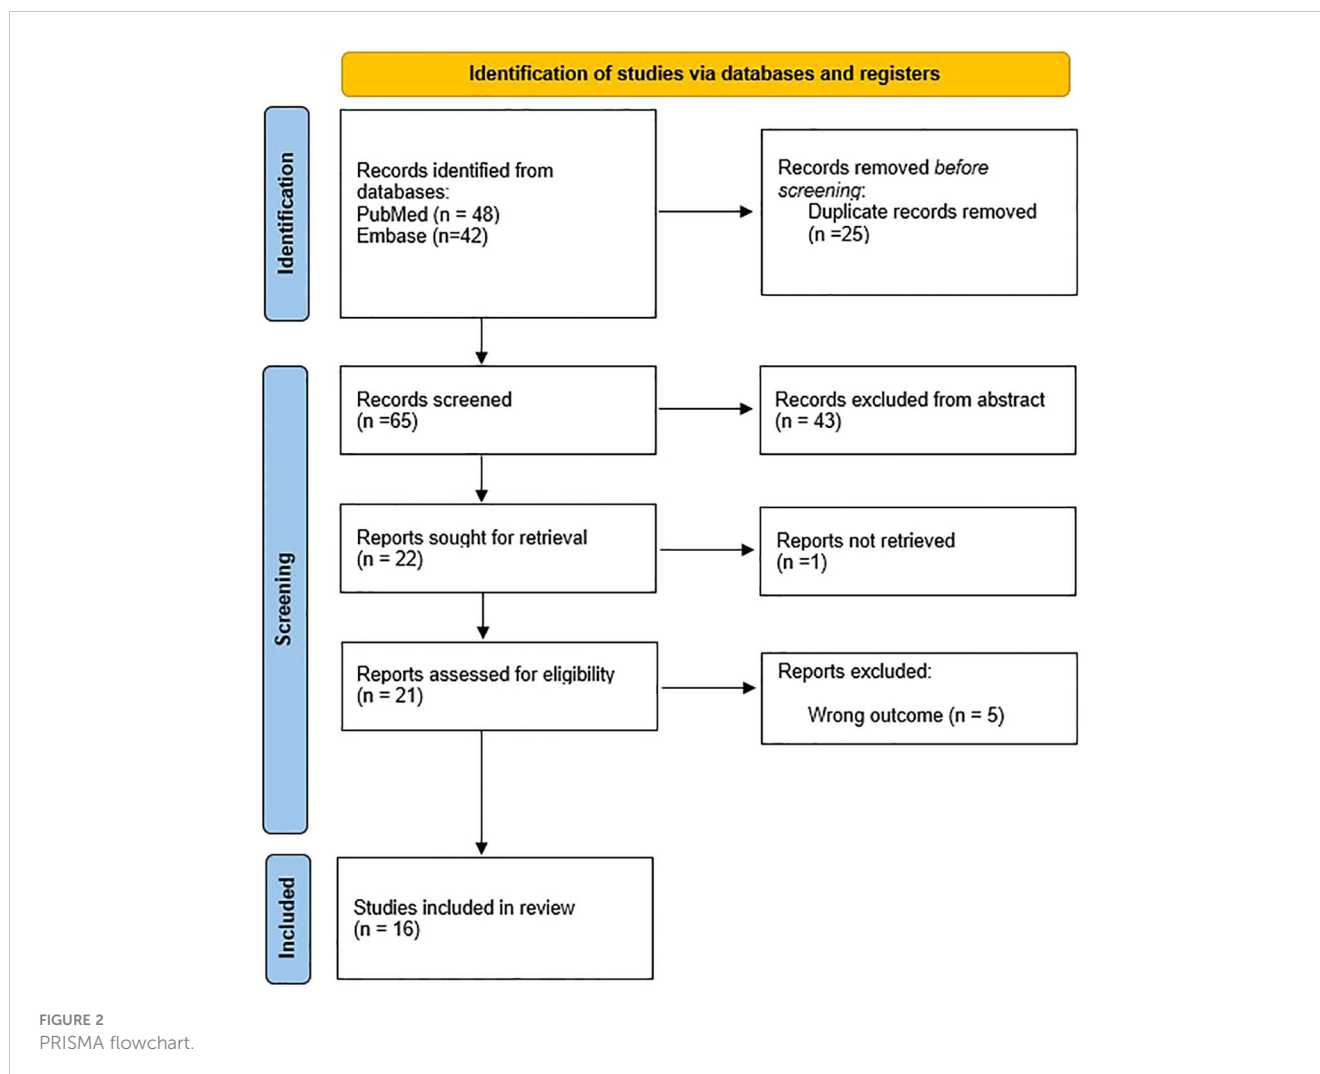 Identification of studies via databases and registers
Identification
Records identified from
databases:
PubMed (n = 48)
Embase (n=42)
Records removed before
screening:
Duplicate records removed
(n =25)
Screening
Records screened
(n =65)
Records excluded from abstract
(n = 43)
Reports sought for retrieval
(n = 22)
Reports not retrieved
(n =1)
Reports assessed for eligibility
(n = 21)
Reports excluded:
Wrong outcome (n = 5)
Included
Studies included in review
(n = 16)
FIGURE 2
PRISMA flowchart.